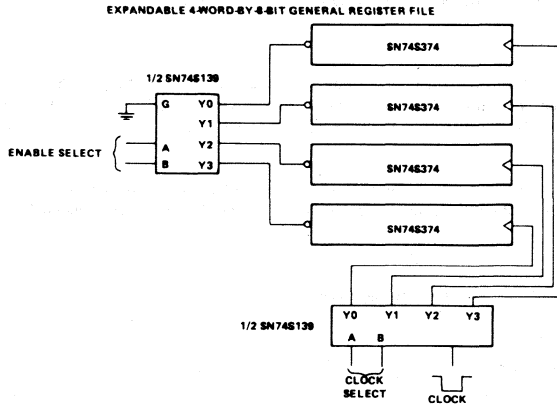 EXPANDABLE 4-WORD-BY-8-BIT GENERAL REGISTER FILE
SN74S374
1/2 SN74S139
G Y0
Y1
SN74S374
ENABLE SELECT
A Y2
B Y3
SN74S374
SN74S374
Y0 Y1 Y2 Y3
1/2 SN74S139
A B
CLOCK
SELECT
CLOCK